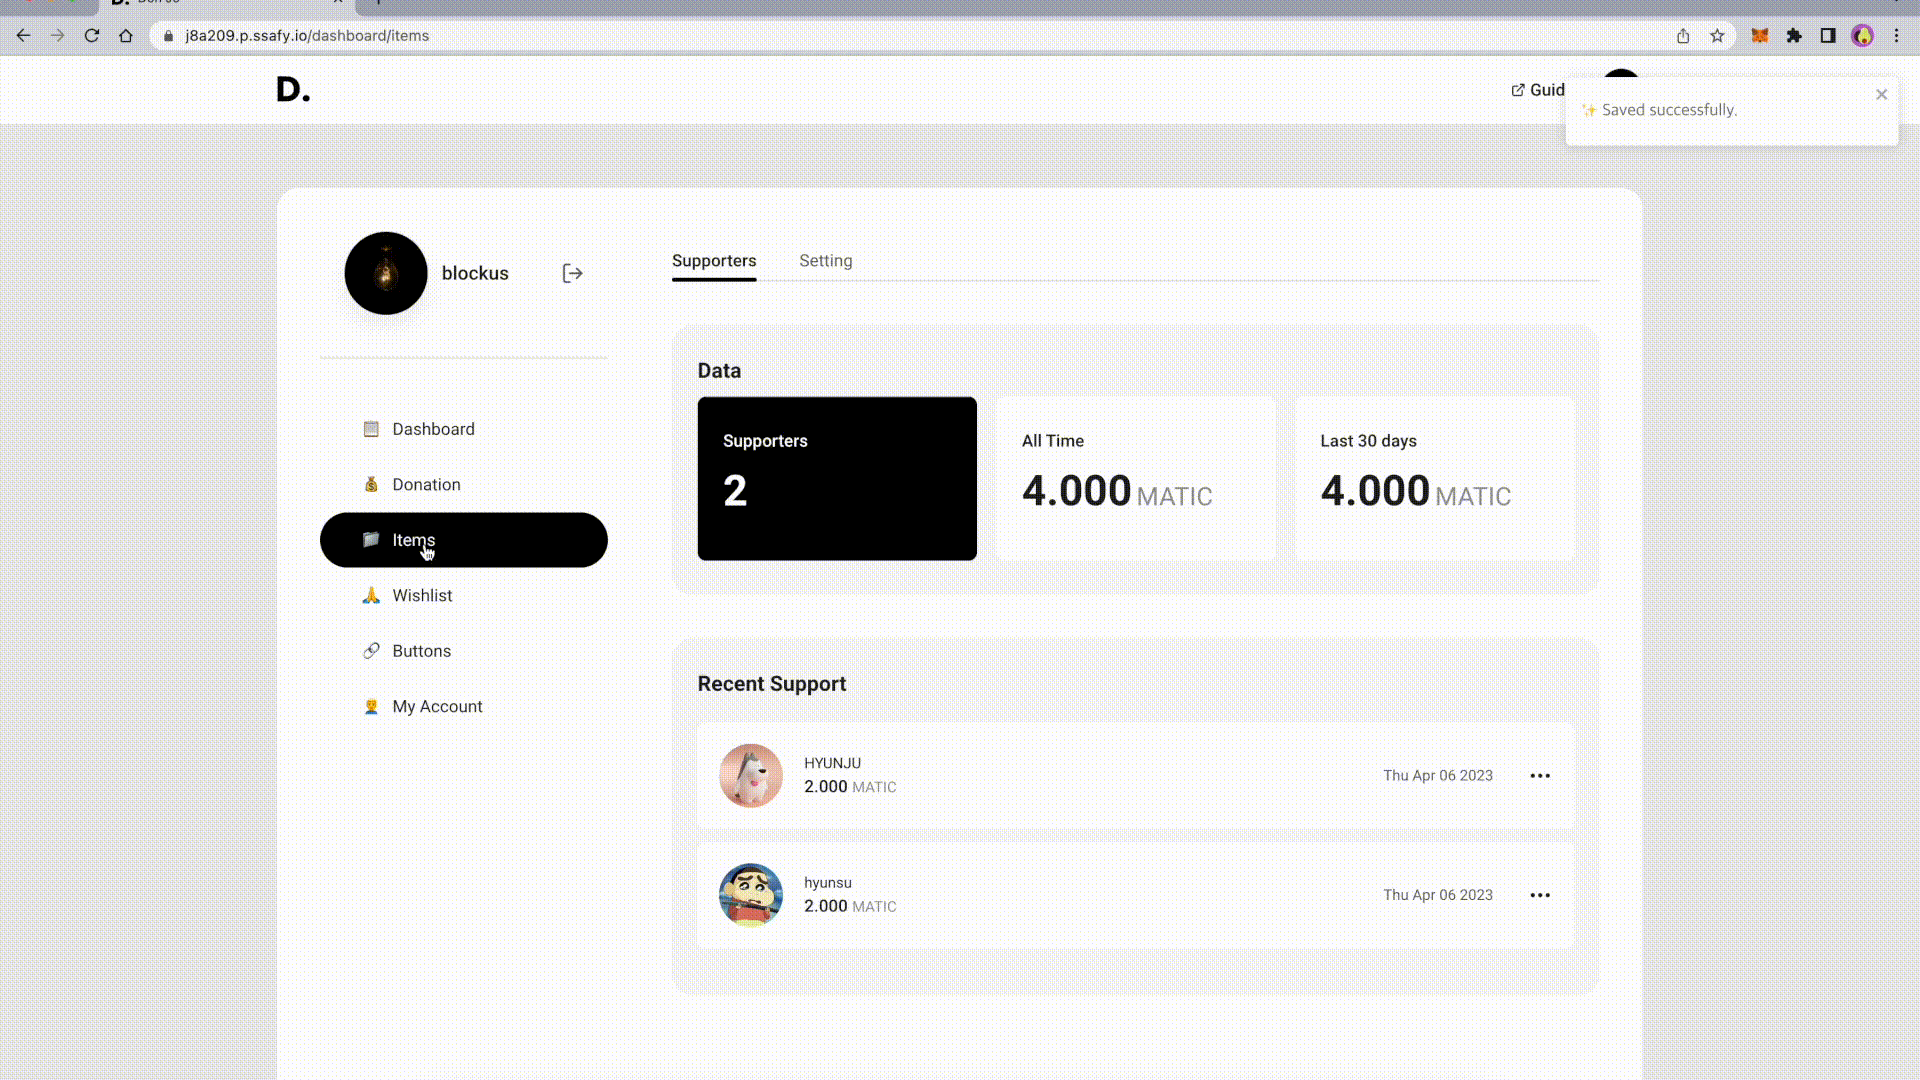 D.
j8a209.p.ssafy.io/dashboard/items
D.
Guid
✨ Saved successfully.
blockus
Supporters
Setting
Dashboard
Donation
Items
Wishlist
Buttons
My Account
Data
Supporters
2
All Time
4.000 MATIC
Last 30 days
4.000 MATIC
Recent Support
HYUNJU
2.000 MATIC
Thu Apr 06 2023
hyunsu
2.000 MATIC
Thu Apr 06 2023